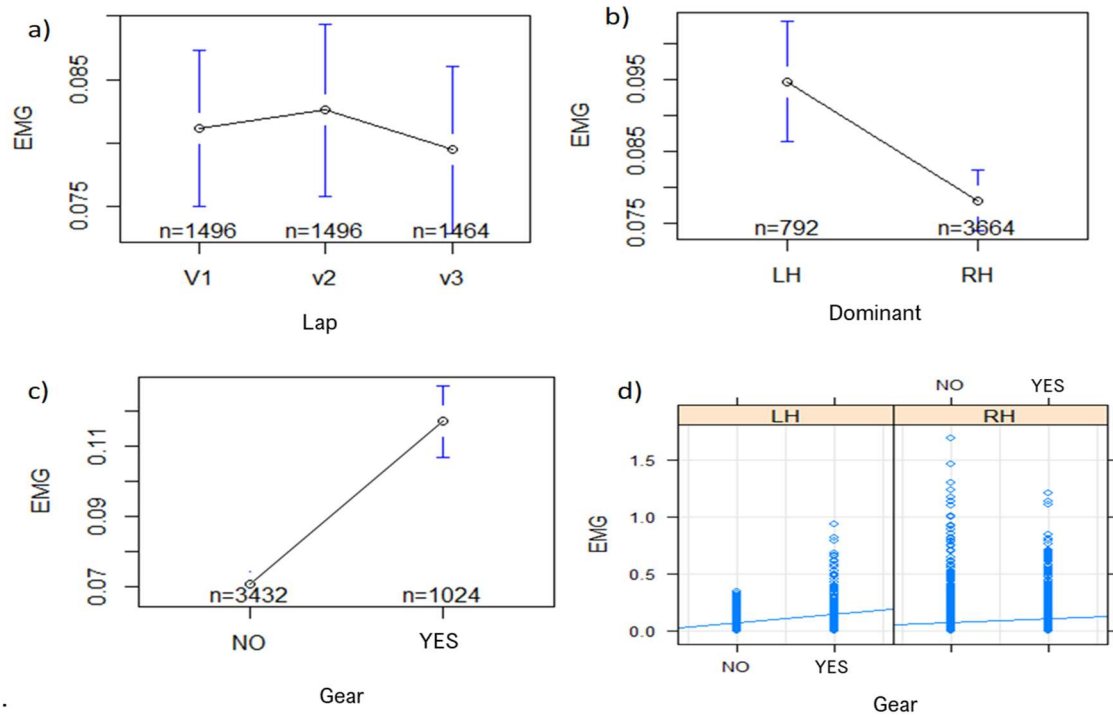 a)
EMG
0.085
0.075
n=1496 n=1496 n=1464
V1 v2 v3
Lap
b)
EMG
0.095
0.085
0.075
n=792 n=3664
LH RH
Dominant
c)
EMG
0.11
0.09
0.07
n=3432 n=1024
NO YES
Gear
d)
NO YES
LH RH
EMG
1.5
1.0
0.5
0.0
NO YES
Gear
.